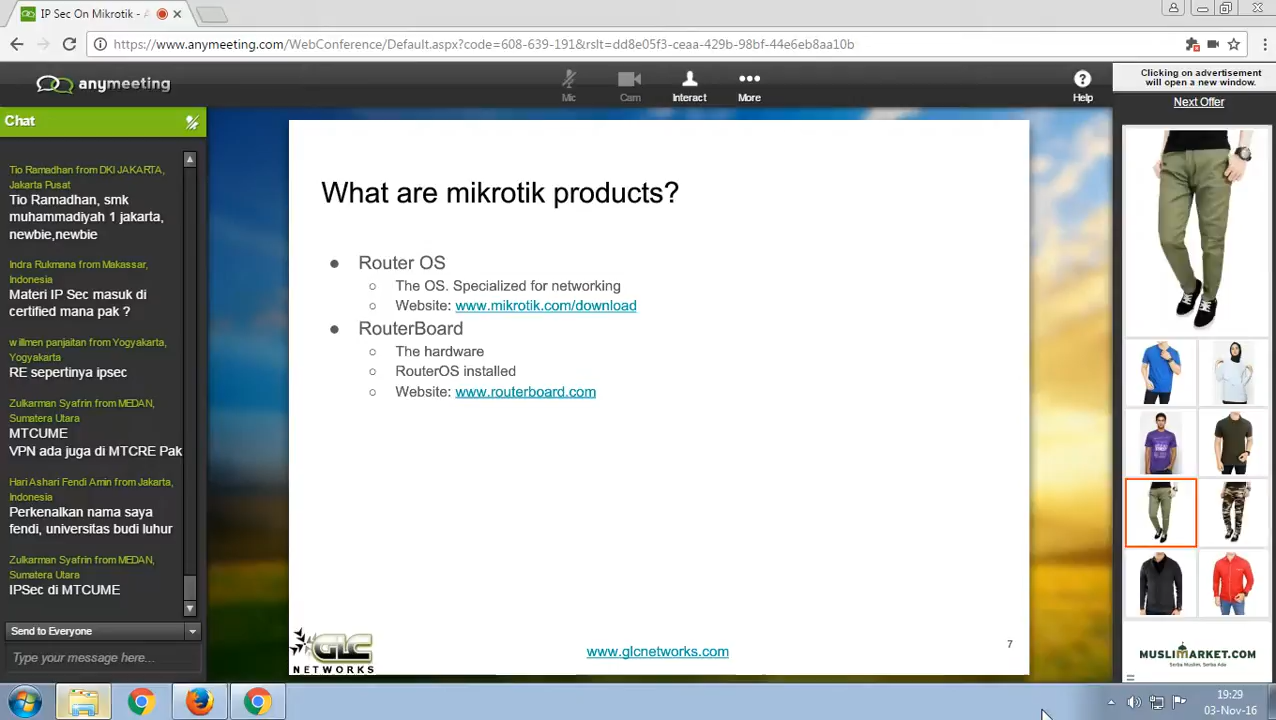 IP Sec On Mikrotik - A
https://www.anymeeting.com/WebConference/Default.aspx?code=608-639-191&rslt=dd8e05f3-ceaa-429b-98bf-44e6eb8aa10b
anymeeting
Mic
Cam
Interact
More
Help
Clicking on advertisement
will open a new window.
Next Offer
Chat
Tio Ramadhan from DKI JAKARTA,
Jakarta Pusat
Tio Ramadhan, smk
muhammadiyah 1 jakarta,
newbie,newbie
Indra Rukmana from Makassar,
Indonesia
Materi IP Sec masuk di
certified mana pak ?
willmen panjaitan from Yogyakarta,
Yogyakarta
RE sepertinya ipsec
Zulkarman Syafrin from MEDAN,
Sumatera Utara
MTCUME
VPN ada juga di MTCRE Pak
Hari Ashari Fendi Amin from Jakarta,
Indonesia
Perkenalkan nama saya
fendi, universitas budi luhur
Zulkarman Syafrin from MEDAN,
Sumatera Utara
IPSec di MTCUME
Send to Everyone
Type your message here...
What are mikrotik products?
● Router OS
○ The OS. Specialized for networking
○ Website: www.mikrotik.com/download
● RouterBoard
○ The hardware
○ RouterOS installed
○ Website: www.routerboard.com
GLC
NETWORKS
www.glcnetworks.com
7
MUSLIMARKET.COM
Serba Muslim, Serba Ada
19:29
03-Nov-16